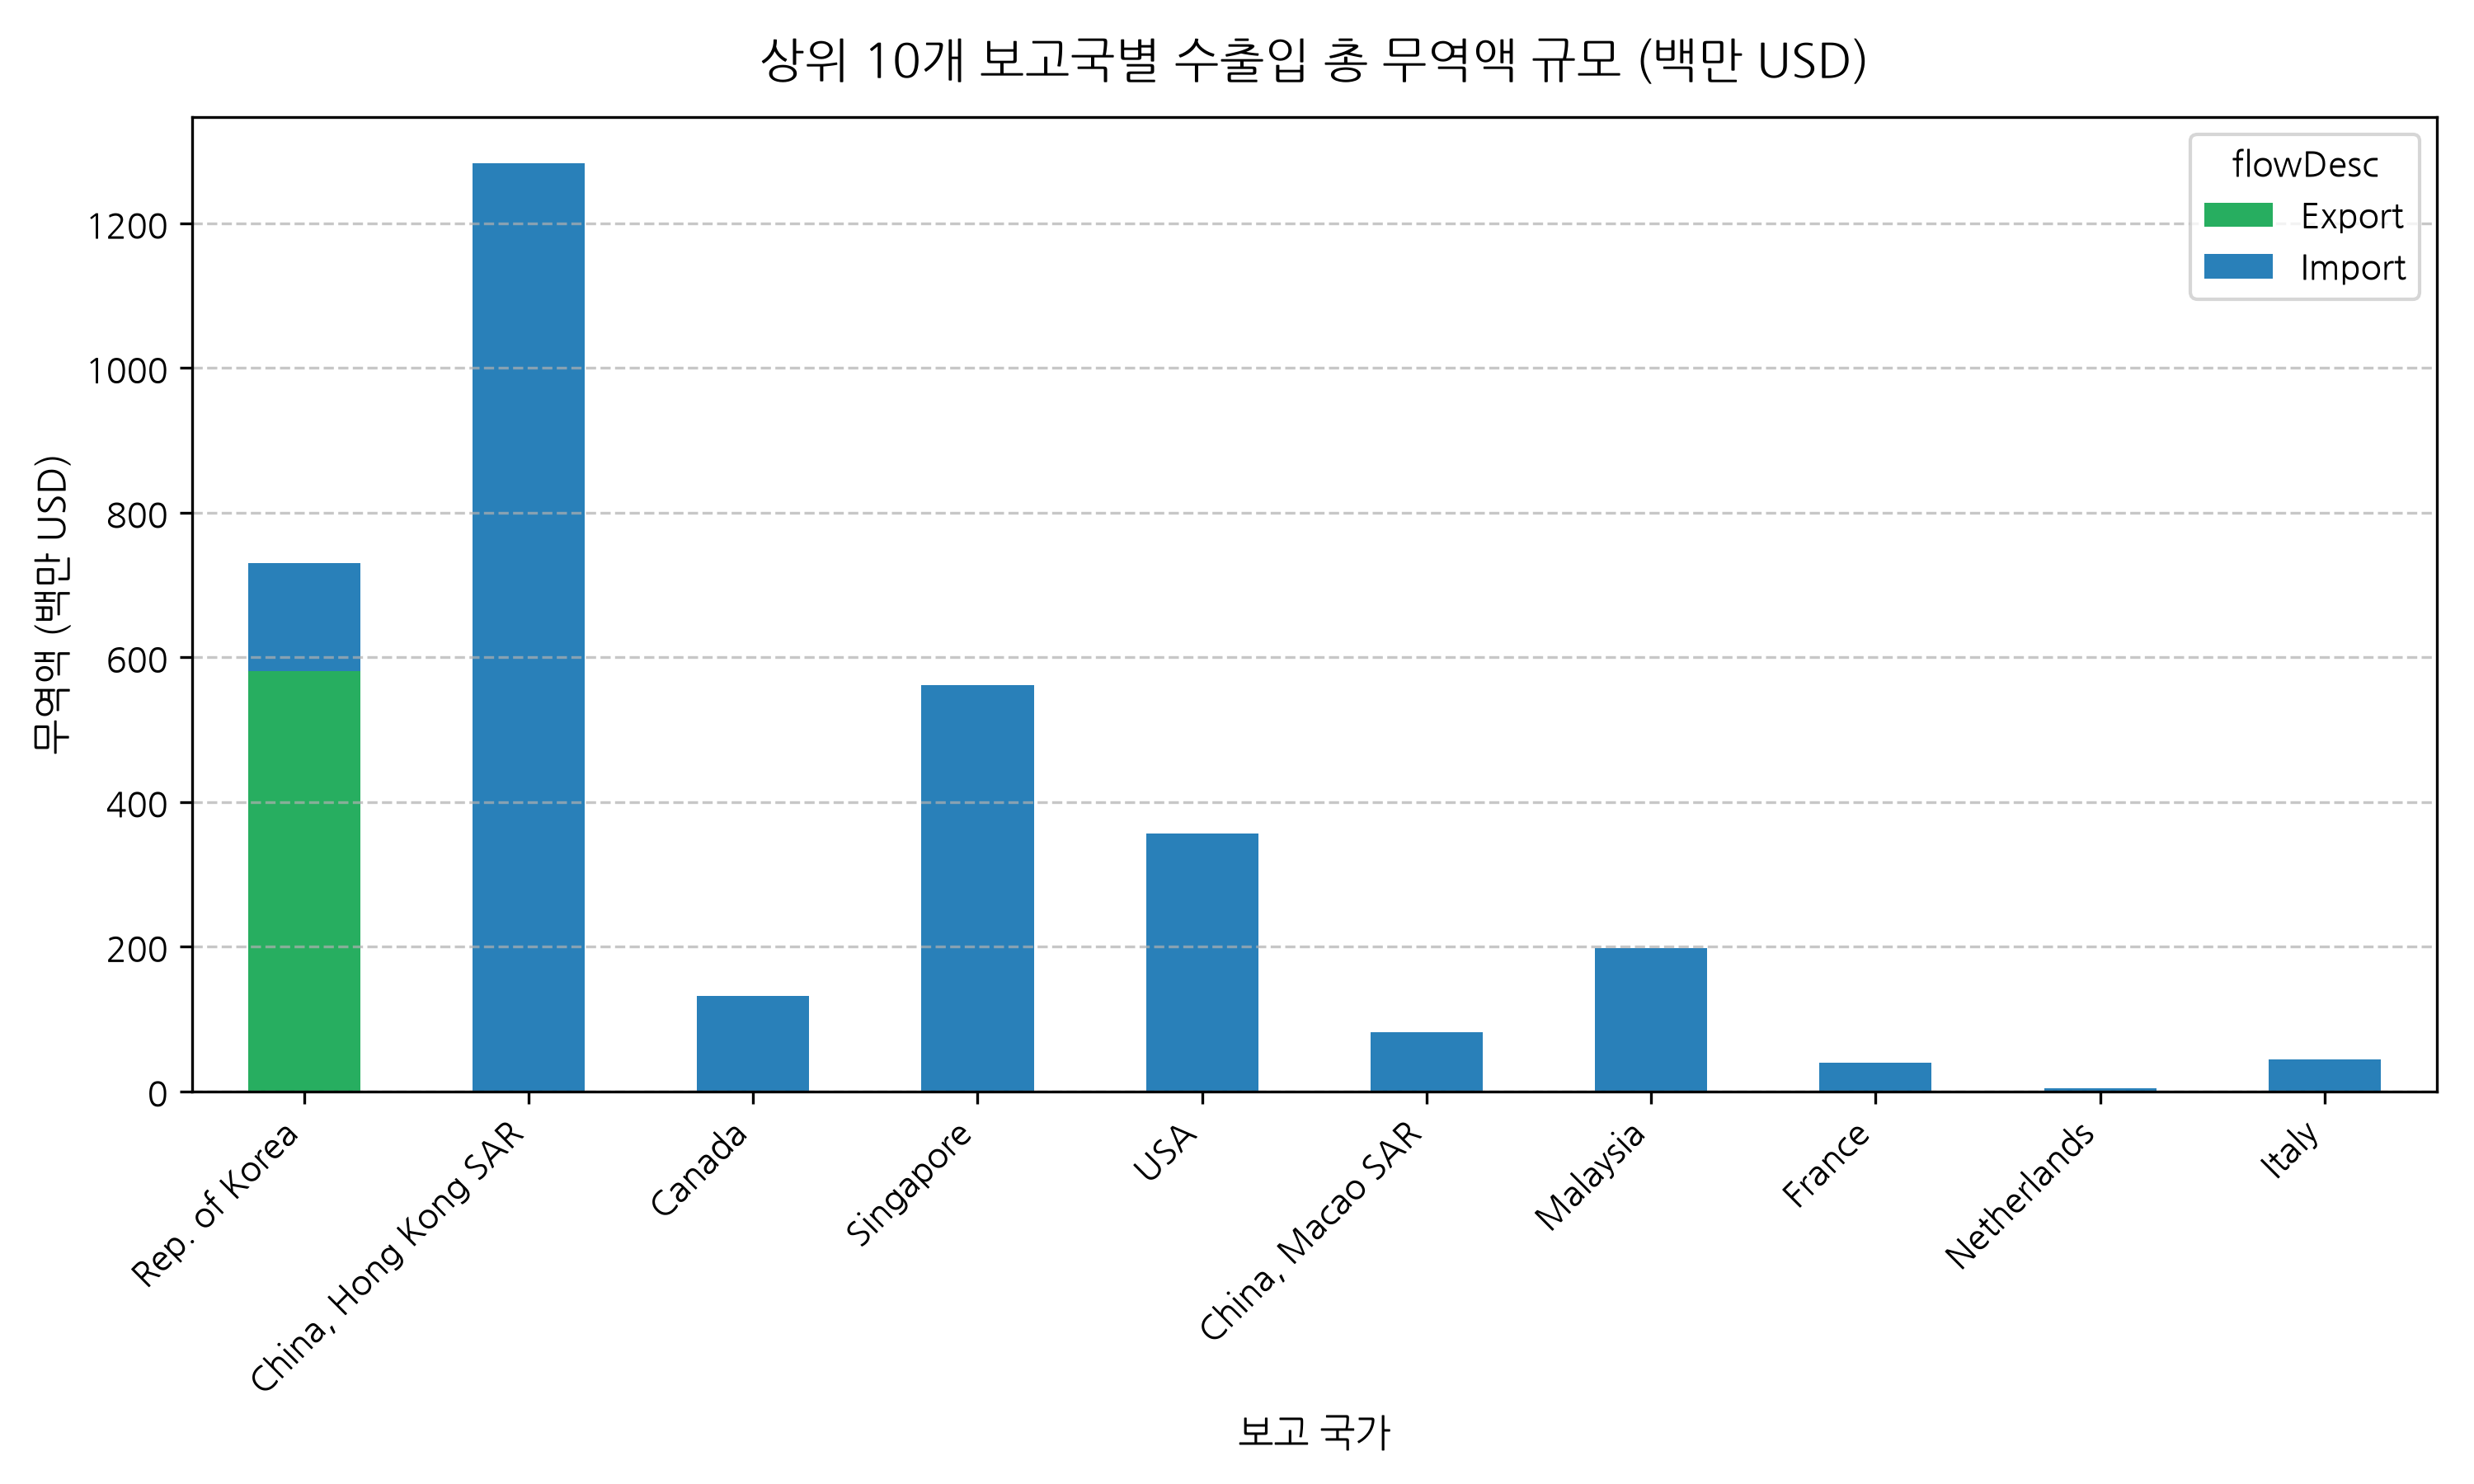 상위 10개 보고국별 수출입 총 무역액 규모 (백만 USD)
flowDesc
Export
Import
무역액 (백만 USD)
1200
1000
800
600
400
200
0
Rep. of Korea
China, Hong Kong SAR
Canada
Singapore
USA
China, Macao SAR
Malaysia
France
Netherlands
Italy
보고 국가